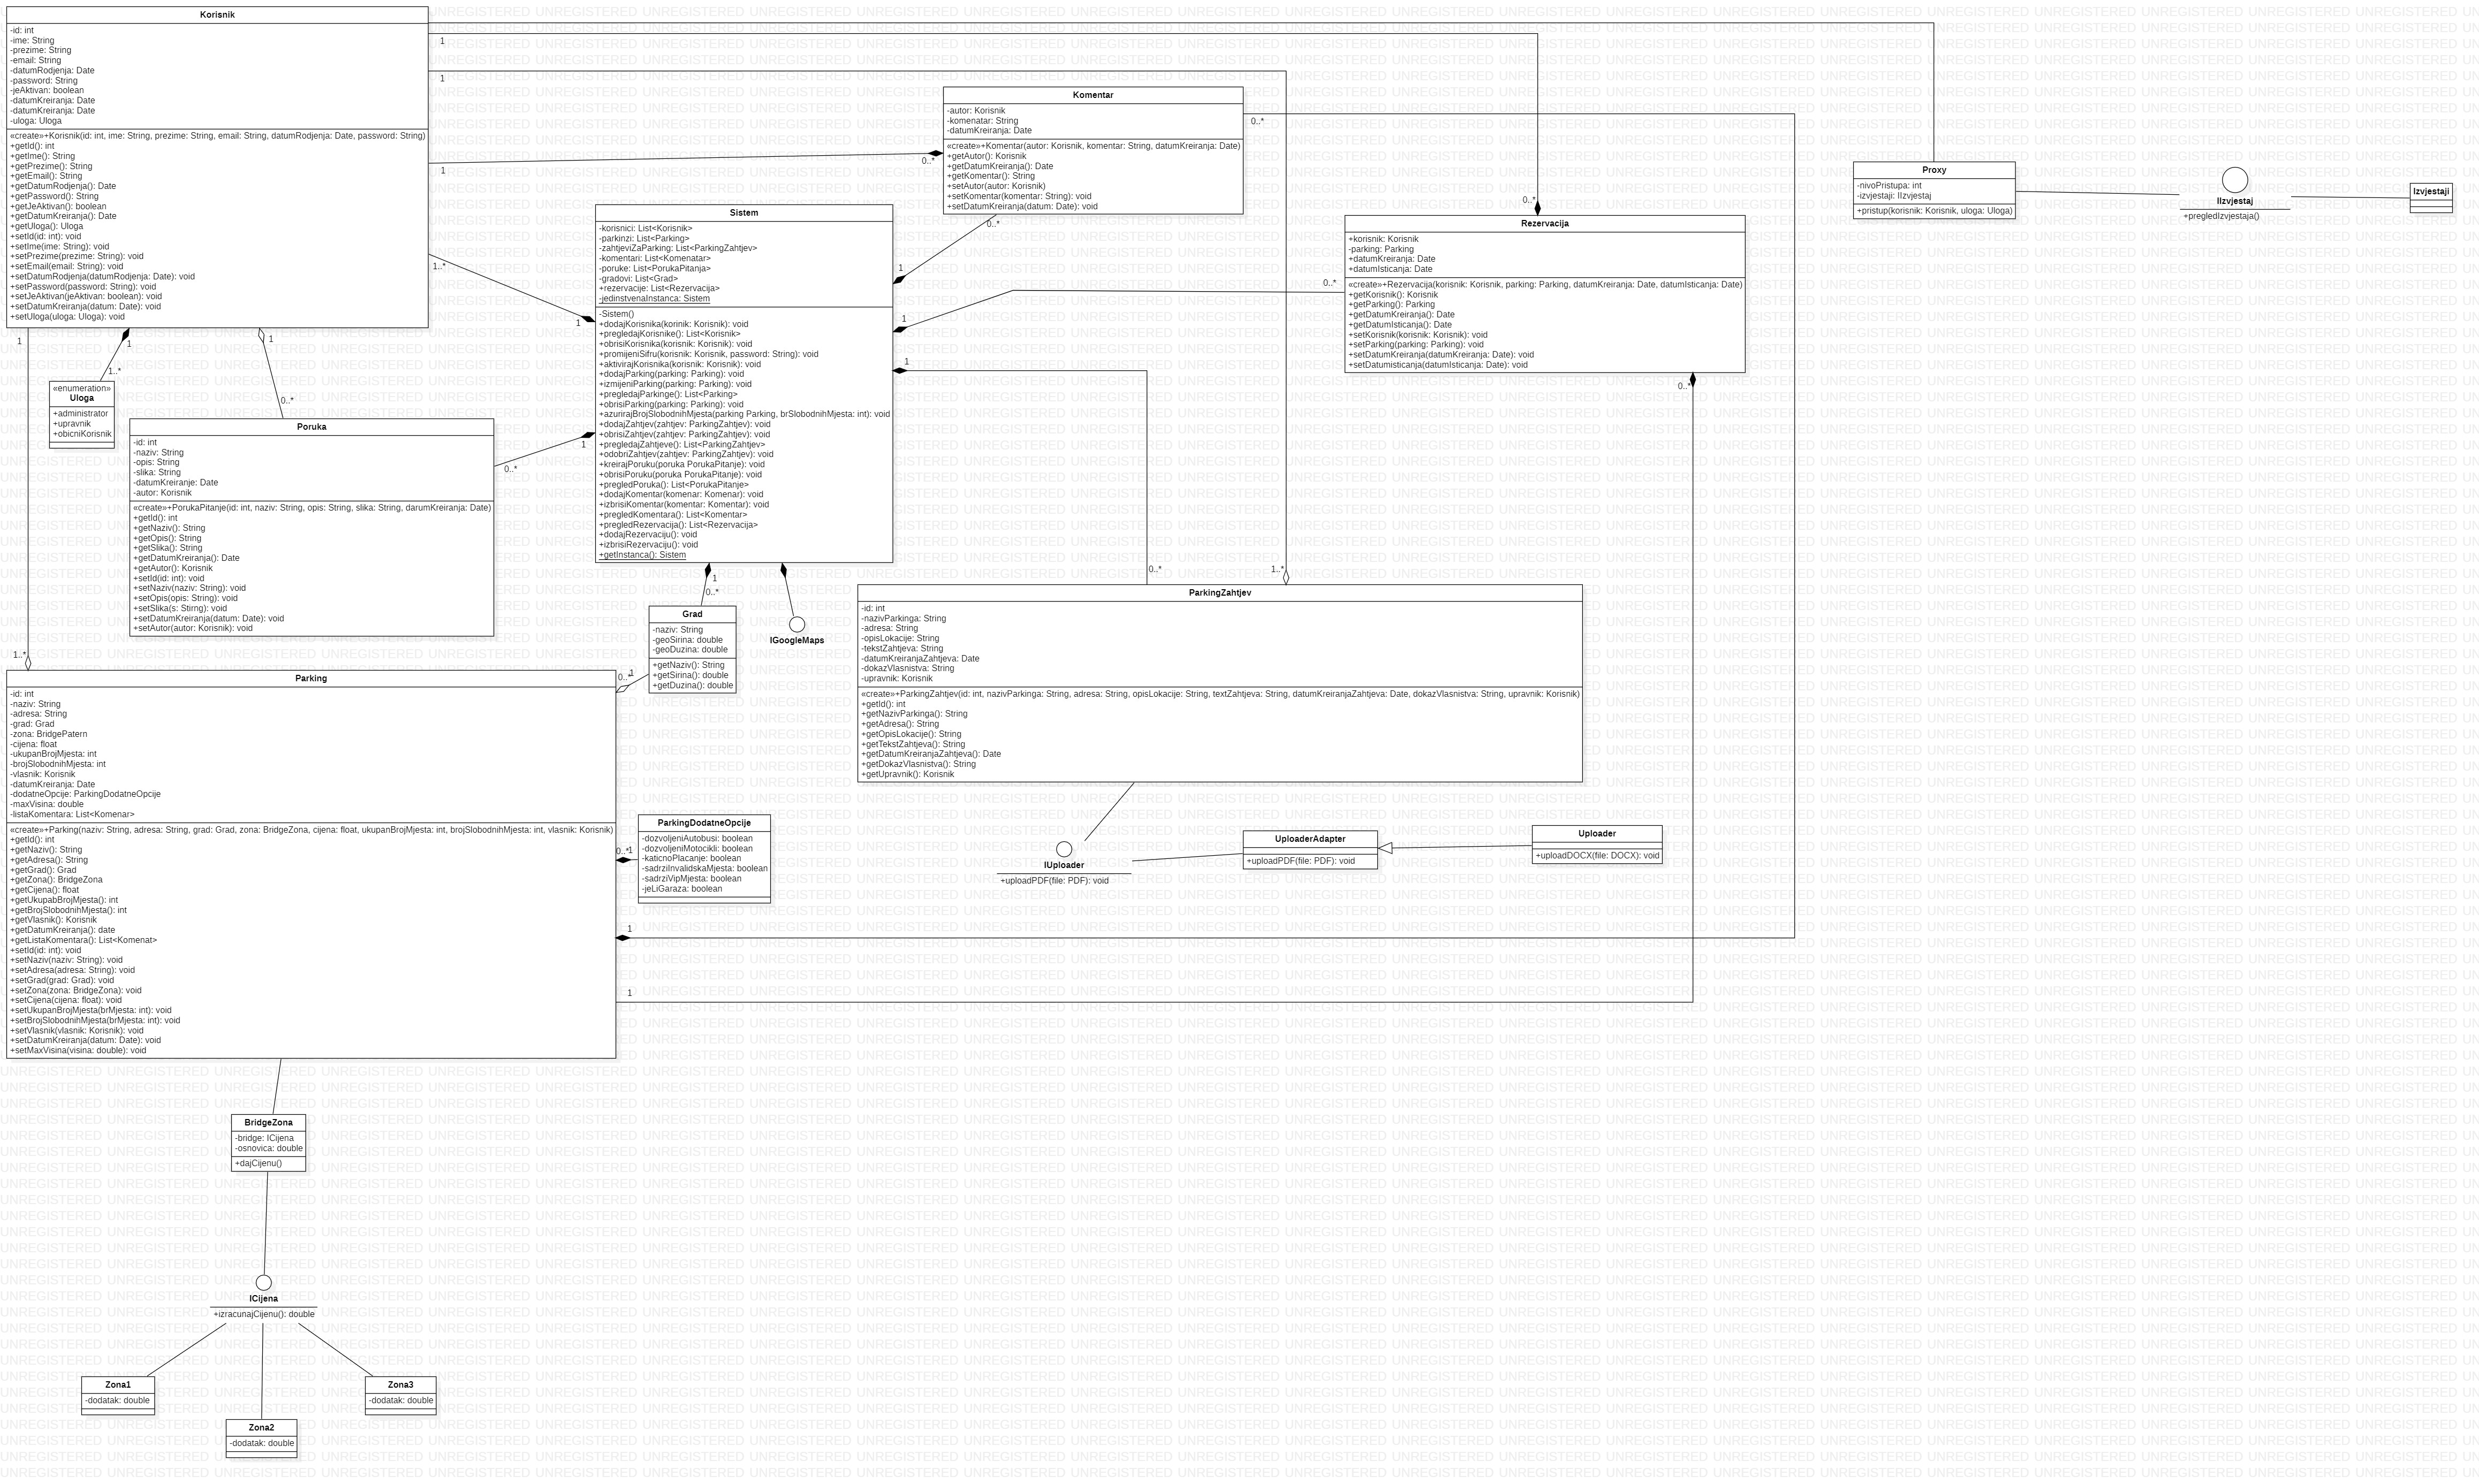 Korisnik
-id: int
-ime: String
-prezime: String
-email: String
-datumRodjenja: Date
-password: String
-jeAktivan: boolean
-datumKreiranja: Date
-datumKreiranja: Date
-uloga: Uloga
«create»+Korisnik(id: int, ime: String, prezime: String, email: String, datumRodjenja: Date, password: String)
+getId(): int
+getIme(): String
+getPrezime(): String
+getEmail(): String
+getDatumRodjenja(): Date
+getPassword(): String
+getJeAktivan(): boolean
+getDatumKreiranja(): Date
+getUloga(): Uloga
+setId(id: int): void
+setIme(ime: String): void
+setPrezime(prezime: String): void
+setEmail(email: String): void
+setDatumRodjenja(datumRodjenja: Date): void
+setPassword(password: String): void
+setJeAktivan(jeAktivan: boolean): void
+setDatumKreiranja(datum: Date): void
+setUloga(uloga: Uloga): void
1
1
1
1..*
1
1
1
1..*
0..*
«enumeration»
Uloga
+administrator
+upravnik
+obicniKorisnik
Poruka
-id: int
-naziv: String
-opis: String
-slika: String
-datumKreiranje: Date
-autor: Korisnik
«create»+PorukaPitanje(id: int, naziv: String, opis: String, slika: String, darumKreiranja: Date)
+getId(): int
+getNaziv(): String
+getOpis(): String
+getSlika(): String
+getDatumKreiranja(): Date
+getAutor(): Korisnik
+setId(id: int): void
+setNaziv(naziv: String): void
+setOpis(opis: String): void
+setSlika(s: Stirng): void
+setDatumKreiranja(datum: Date): void
+setAutor(autor: Korisnik): void
0..*
1
1
Sistem
-korisnici: List<Korisnik>
-parkinzi: List<Parking>
-zahtjeviZaParking: List<ParkingZahtjev>
-komentari: List<Komenatar>
-poruke: List<PorukaPitanja>
-gradovi: List<Grad>
+rezervacije: List<Rezervacija>
-jedinstvenaInstanca: Sistem
-Sistem()
+dodajKorisnika(korinik: Korisnik): void
+pregledajKorisnike(): List<Korisnik>
+obrisiKorisnika(korisnik: Korisnik): void
+promijeniSifru(korisnik: Korisnik, password: String): void
+aktivirajKorisnika(korisnik: Korisnik): void
+dodajParking(parking: Parking): void
+izmijeniParking(parking: Parking): void
+pregledajParkinge(): List<Parking>
+obrisiParking(parking: Parking): void
+azurirajBrojSlobodnihMjesta(parking Parking, brSlobodnihMjesta: int): void
+dodajZahtjev(zahtjev: ParkingZahtjev): void
+obrisiZahtjev(zahtjev: ParkingZahtjev): void
+pregledajZahtjeve(): List<ParkingZahtjev>
+odobriZahtjev(zahtjev: ParkingZahtjev): void
+kreirajPoruku(poruka PorukaPitanje): void
+obrisiPoruku(poruka PorukaPitanje): void
+pregledPoruka(): List<PorukaPitanje>
+dodajKomentar(komenar: Komenar): void
+izbrisiKomentar(komentar: Komentar): void
+pregledKomentara(): List<Komentar>
+pregledRezervacija(): List<Rezervacija>
+dodajRezervaciju(): void
+izbrisiRezervaciju(): void
+getInstanca(): Sistem
1
1
1
1
0..*
Komentar
-autor: Korisnik
-komenatar: String
-datumKreiranja: Date
«create»+Komentar(autor: Korisnik, komentar: String, datumKreiranja: Date)
+getAutor(): Korisnik
+getDatumKreiranja(): Date
+getKomentar(): String
+setAutor(autor: Korisnik)
+setKomentar(komentar: String): void
+setDatumKreiranja(datum: Date): void
0..*
0..*
0..*
Rezervacija
+korisnik: Korisnik
-parking: Parking
+datumKreiranja: Date
+datumIsticanja: Date
«create»+Rezervacija(korisnik: Korisnik, parking: Parking, datumKreiranja: Date, datumIsticanja: Date)
+getKorisnik(): Korisnik
+getParking(): Parking
+getDatumKreiranja(): Date
+getDatumIsticanja(): Date
+setKorisnik(korisnik: Korisnik): void
+setParking(parking: Parking): void
+setDatumKreiranja(datumKreiranja: Date): void
+setDatumisticanja(datumIsticanja: Date): void
0..*
0..*
0..*
Proxy
-nivoPristupa: int
-izvjestaji: IIzvjestaj
+pristup(korisnik: Korisnik, uloga: Uloga)
IIzvjestaj
+pregledIzvjestaja()
Izvjestaji
Grad
-naziv: String
-geoSirina: double
-geoDuzina: double
+getNaziv(): String
+getSirina(): double
+getDuzina(): double
IGoogleMaps
0..*
1..*
ParkingZahtjev
-id: int
-nazivParkinga: String
-adresa: String
-opisLokacije: String
-tekstZahtjeva: String
-datumKreiranjaZahtjeva: Date
-dokazVlasnistva: String
-upravnik: Korisnik
«create»+ParkingZahtjev(id: int, nazivParkinga: String, adresa: String, opisLokacije: String, textZahtjeva: String, datumKreiranjaZahtjeva: Date, dokazVlasnistva: String, upravnik: Korisnik)
+getId(): int
+getNazivParkinga(): String
+getAdresa(): String
+getOpisLokacije(): String
+getTekstZahtjeva(): String
+getDatumKreiranjaZahtjeva(): Date
+getDokazVlasnistva(): String
+getUpravnik(): Korisnik
IUploader
+uploadPDF(file: PDF): void
UploaderAdapter
+uploadPDF(file: PDF): void
Uploader
+uploadDOCX(file: DOCX): void
1..*
0..*
1
Parking
-id: int
-naziv: String
-adresa: String
-grad: Grad
-zona: BridgePatern
-cijena: float
-ukupanBrojMjesta: int
-brojSlobodnihMjesta: int
-vlasnik: Korisnik
-datumKreiranja: Date
-dodatneOpcije: ParkingDodatneOpcije
-maxVisina: double
-listaKomentara: List<Komenar>
«create»+Parking(naziv: String, adresa: String, grad: Grad, zona: BridgeZona, cijena: float, ukupanBrojMjesta: int, brojSlobodnihMjesta: int, vlasnik: Korisnik)
+getId(): int
+getNaziv(): String
+getAdresa(): String
+getGrad(): Grad
+getZona(): BridgeZona
+getCijena(): float
+getUkupabBrojMjesta(): int
+getBrojSlobodnihMjesta(): int
+getVlasnik(): Korisnik
+getDatumKreiranja(): date
+getListaKomentara(): List<Komenat>
+setId(id: int): void
+setNaziv(naziv: String): void
+setAdresa(adresa: String): void
+setGrad(grad: Grad): void
+setZona(zona: BridgeZona): void
+setCijena(cijena: float): void
+setUkupanBrojMjesta(brMjesta: int): void
+setBrojSlobodnihMjesta(brMjesta: int): void
+setVlasnik(vlasnik: Korisnik): void
+setDatumKreiranja(datum: Date): void
+setMaxVisina(visina: double): void
0..*
1
ParkingDodatneOpcije
-dozvoljeniAutobusi: boolean
-dozvoljeniMotocikli: boolean
-katicnoPlacanje: boolean
-sadrziInvalidskaMjesta: boolean
-sadrziVipMjesta: boolean
-jeLiGaraza: boolean
1
1
BridgeZona
-bridge: ICijena
-osnovica: double
+dajCijenu()
ICijena
+izracunajCijenu(): double
Zona1
-dodatak: double
Zona2
-dodatak: double
Zona3
-dodatak: double